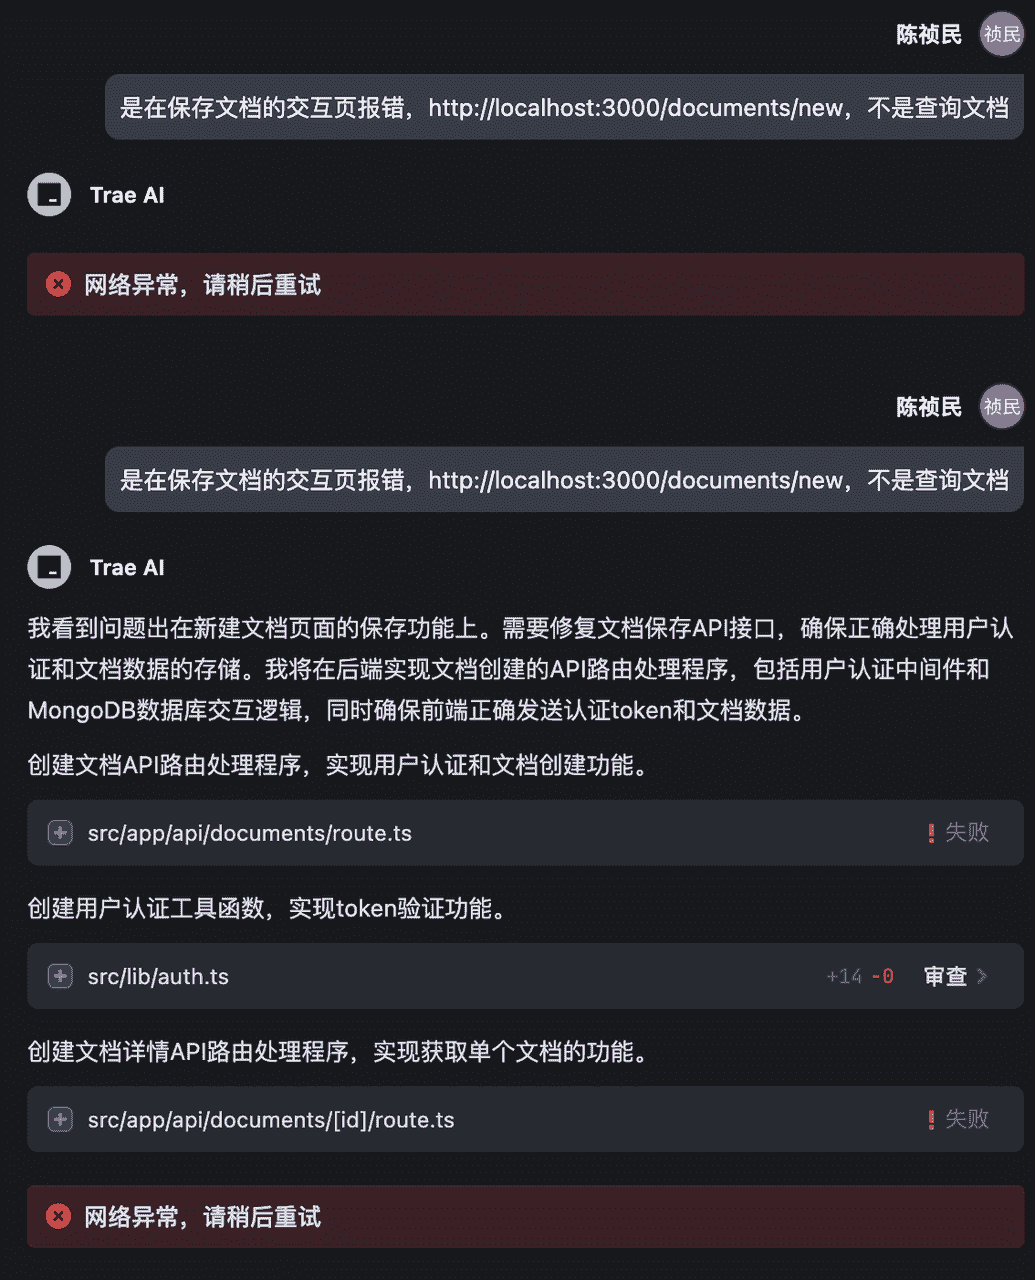 陈祯民
祯民
是在保存文档的交互页报错，http://localhost:3000/documents/new，不是查询文档
Trae AI
网络异常，请稍后重试
陈祯民
祯民
是在保存文档的交互页报错，http://localhost:3000/documents/new，不是查询文档
Trae AI
我看到问题出在新建文档页面的保存功能上。需要修复文档保存API接口，确保正确处理用户认
证和文档数据的存储。我将在后端实现文档创建的API路由处理程序，包括用户认证中间件和
MongoDB数据库交互逻辑，同时确保前端正确发送认证token和文档数据。
创建文档API路由处理程序，实现用户认证和文档创建功能。
src/app/api/documents/route.ts
失败
创建用户认证工具函数，实现token验证功能。
src/lib/auth.ts
+14 -0 审查
创建文档详情API路由处理程序，实现获取单个文档的功能。
src/app/api/documents/[id]/route.ts
失败
网络异常，请稍后重试